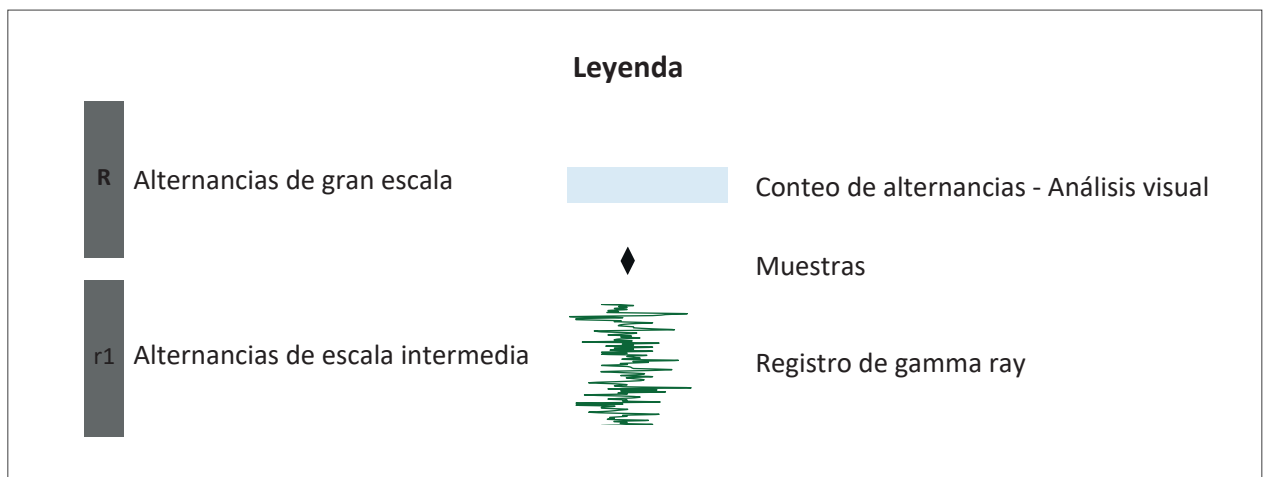 Leyenda
R
Alternancias de gran escala
Conteo de alternancias - Análisis visual
Muestras
r1
Alternancias de escala intermedia
Registro de gamma ray